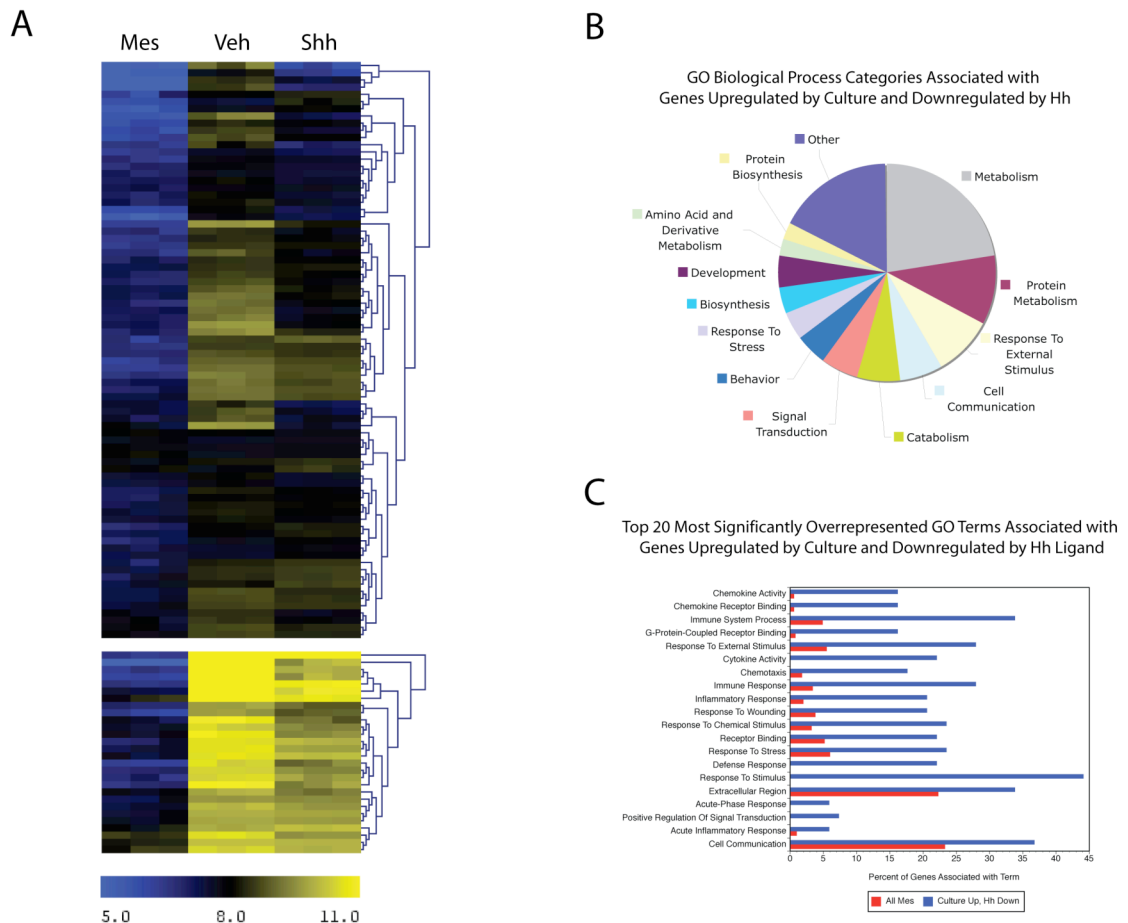 A
Mes Veh Shh
5.0 8.0 11.0
B
GO Biological Process Categories Associated with
Genes Upregulated by Culture and Downregulated by Hh
Other
Metabolism
Protein
Biosynthesis
Amino Acid and
Derivative
Metabolism
Development
Protein
Metabolism
Biosynthesis
Response To
Stress
Response To
External
Stimulus
Behavior
Cell
Communication
Signal
Transduction
Catabolism
C
Top 20 Most Significantly Overrepresented GO Terms Associated with
Genes Upregulated by Culture and Downregulated by Hh Ligand
Chemokine Activity
Chemokine Receptor Binding
Immune System Process
G-Protein-Coupled Receptor Binding
Response To External Stimulus
Cytokine Activity
Chemotaxis
Immune Response
Inflammatory Response
Response To Wounding
Response To Chemical Stimulus
Receptor Binding
Response To Stress
Defense Response
Response To Stimulus
Extracellular Region
Acute-Phase Response
Positive Regulation Of Signal Transduction
Acute Inflammatory Response
Cell Communication
0 5 10 15 20 25 30 35 40 45
Percent of Genes Associated with Term
All Mes Culture Up, Hh Down